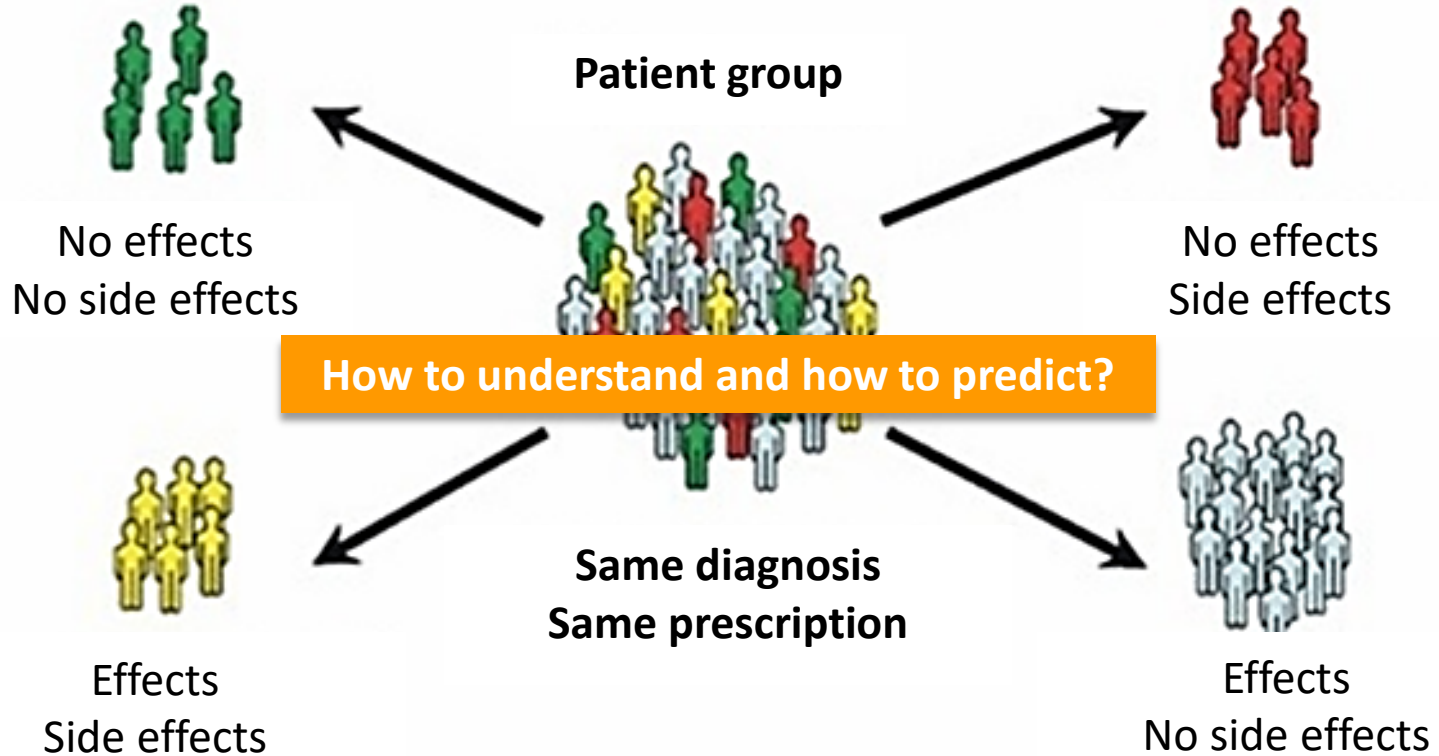 Patient group
No effects
No side effects
No effects
Side effects
How to understand and how to predict?
Same diagnosis
Same prescription
Effects
Side effects
Effects
No side effects